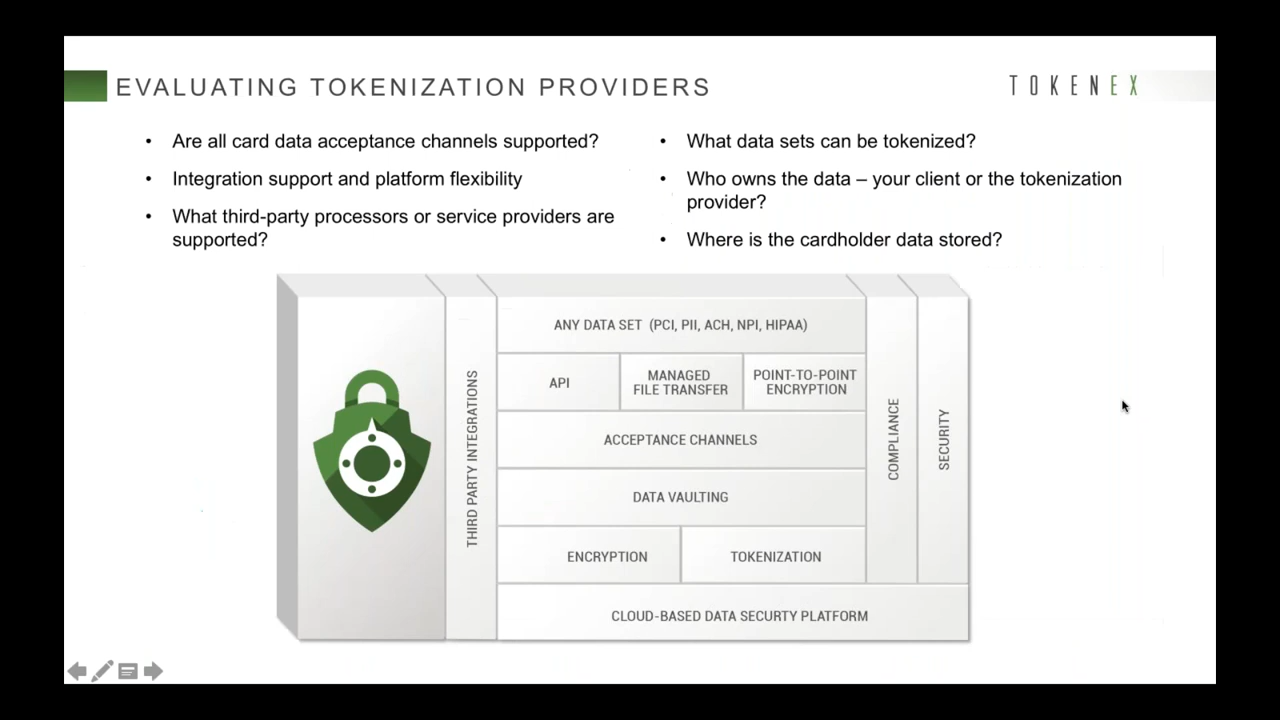 EVALUATING TOKENIZATION PROVIDERS
TOKENEX
• Are all card data acceptance channels supported?
• Integration support and platform flexibility
• What third-party processors or service providers are
supported?
• What data sets can be tokenized?
• Who owns the data – your client or the tokenization
provider?
• Where is the cardholder data stored?
THIRD PARTY INTEGRATIONS
ANY DATA SET (PCI, PII, ACH, NPI, HIPAA)
API
MANAGED
FILE TRANSFER
POINT-TO-POINT
ENCRYPTION
ACCEPTANCE CHANNELS
DATA VAULTING
ENCRYPTION
TOKENIZATION
COMPLIANCE
SECURITY
CLOUD-BASED DATA SECURTY PLATFORM